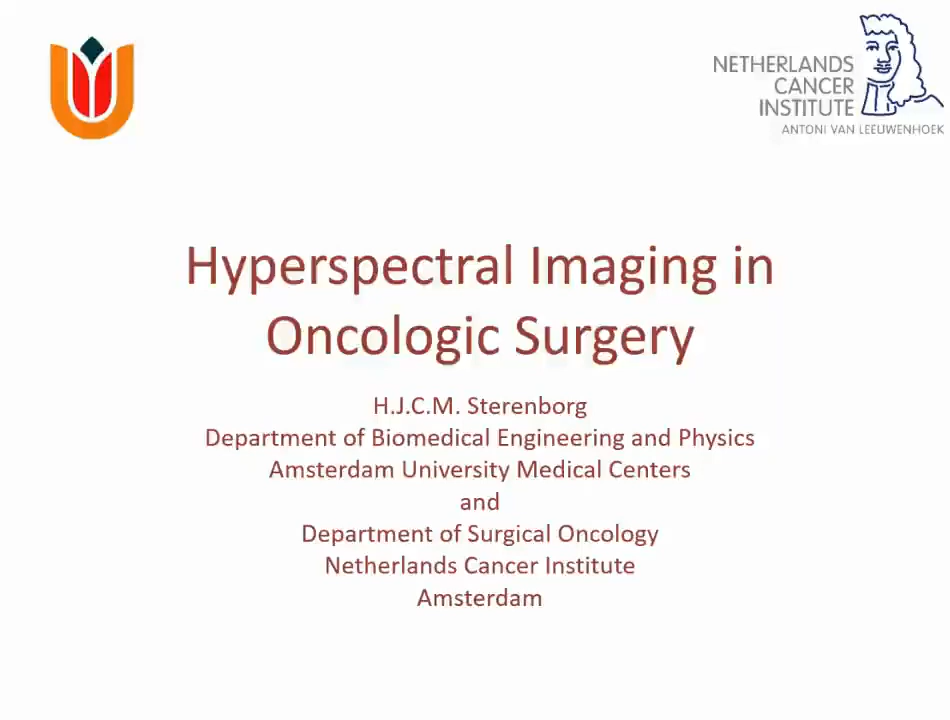 NETHERLANDS
CANCER
INSTITUTE
ANTONI VAN LEEUWENHOEK
Hyperspectral Imaging in
Oncologic Surgery
H.J.C.M. Sterenborg
Department of Biomedical Engineering and Physics
Amsterdam University Medical Centers
and
Department of Surgical Oncology
Netherlands Cancer Institute
Amsterdam